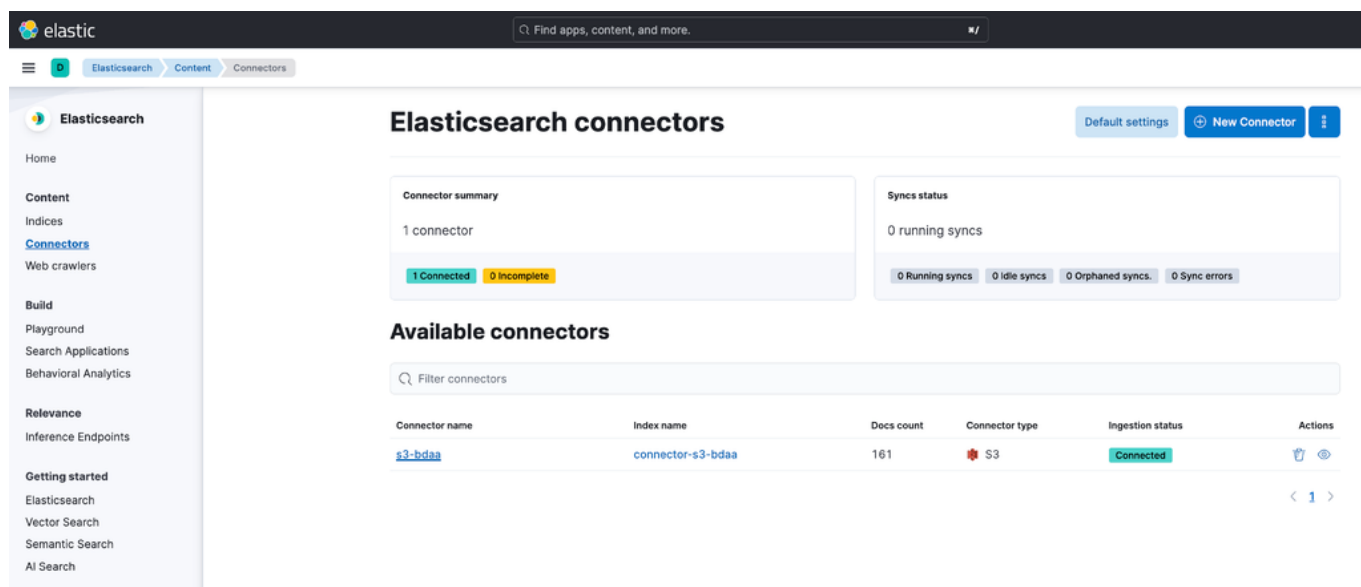 elastic
Find apps, content, and more.
⌘/
D
Elasticsearch
Content
Connectors
Elasticsearch
Home
Content
Indices
Connectors
Web crawlers
Build
Playground
Search Applications
Behavioral Analytics
Relevance
Inference Endpoints
Getting started
Elasticsearch
Vector Search
Semantic Search
AI Search
Elasticsearch connectors
Default settings
New Connector
Connector summary
1 connector
1 Connected 0 Incomplete
Syncs status
0 running syncs
0 Running syncs 0 Idle syncs 0 Orphaned syncs. 0 Sync errors
Available connectors
Filter connectors
Connector name Index name Docs count Connector type Ingestion status Actions
s3-bdaa connector-s3-bdaa 161 S3 Connected
< 1 >